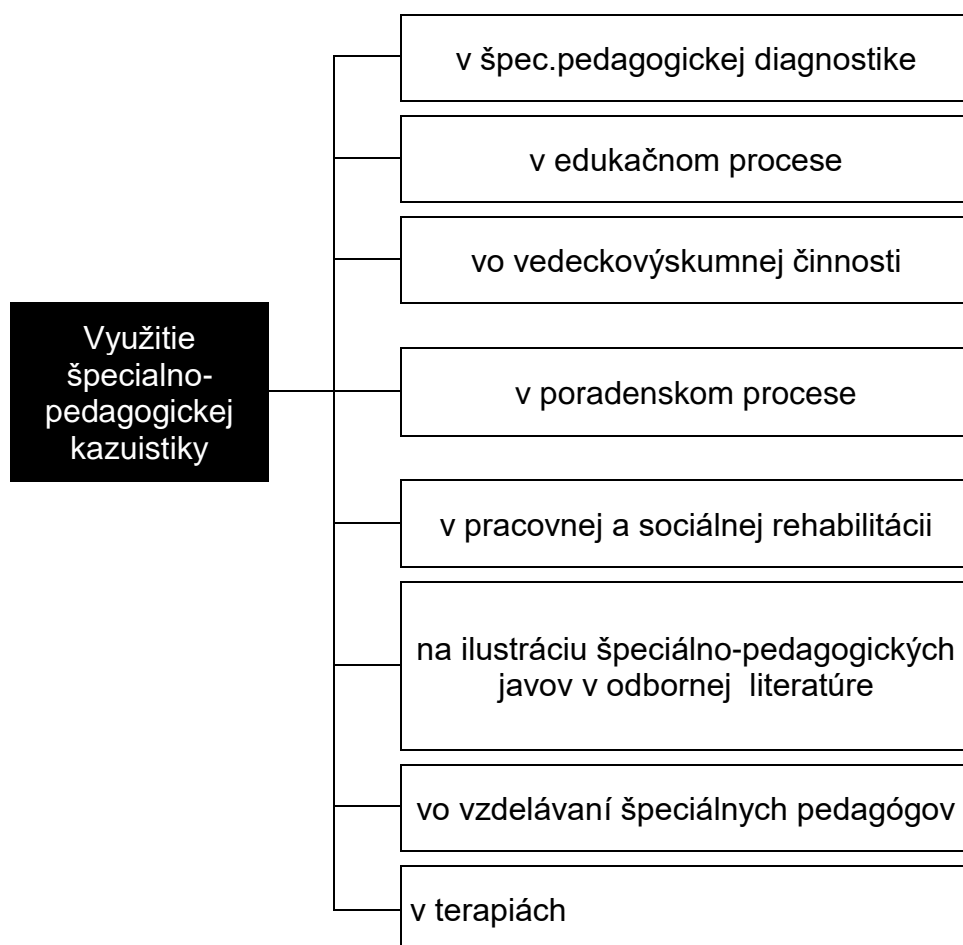 v špec.pedagogickej diagnostike
v edukačnom procese
vo vedeckovýskumnej činnosti
Využitie
špecialno-
pedagogickej
kazuistiky
v poradenskom procese
v pracovnej a sociálnej rehabilitácii
na ilustráciu špeciálno-pedagogických
javov v odbornej literatúre
vo vzdelávaní špeciálnych pedagógov
v terapiách